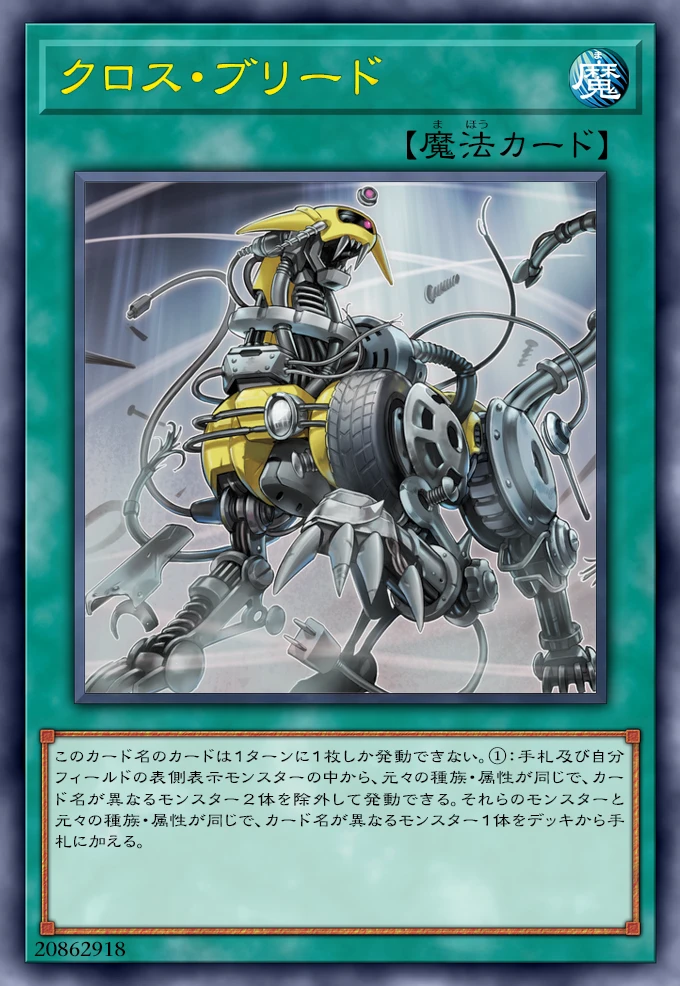 クロス・ブリード
魔
ま
【魔法カード】
ま ほう
このカード名のカードは1ターンに1枚しか発動できない。①:手札及び自分
フィールドの表側表示モンスターの中から、元々の種族・属性が同じで、カー
ド名が異なるモンスター2体を除外して発動できる。それらのモンスターと
元々の種族・属性が同じで、カード名が異なるモンスター1体をデッキから手
札に加える。
20862918